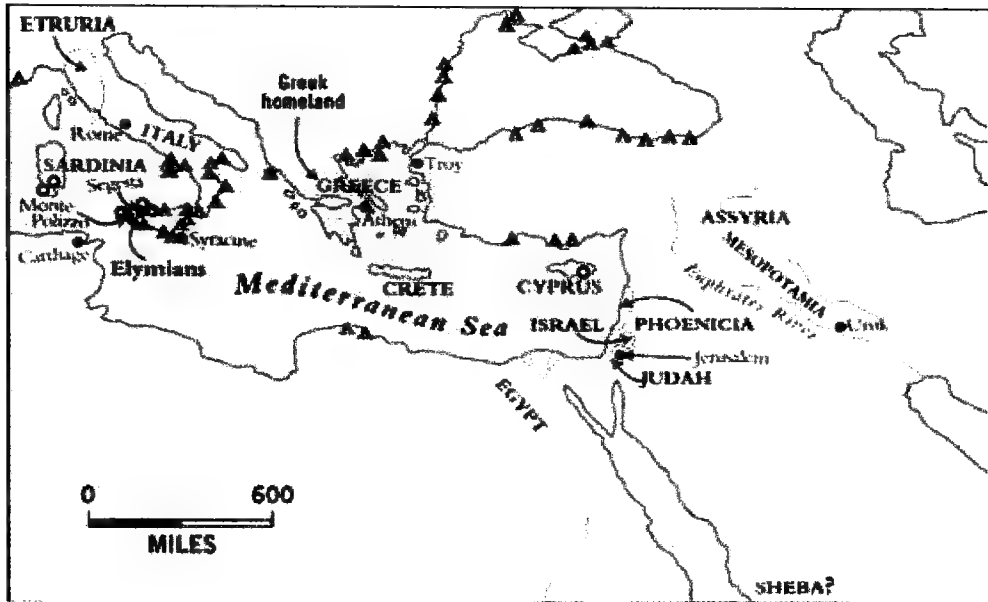 ETRURIA
Greek
homeland
Rome
ITALY
SARDINIA
Segesta
Monte
Polizzo
Carthage
Elymians
Syracuse
GREECE
Troy
Athens
CRETE
CYPRUS
Mediterranean Sea
ASSYRIA
MESOPOTAMIA
Euphrates River
Uruk
ISRAEL
PHOENICIA
Jerusalem
JUDAH
EGYPT
0 600
MILES
SHEBA?